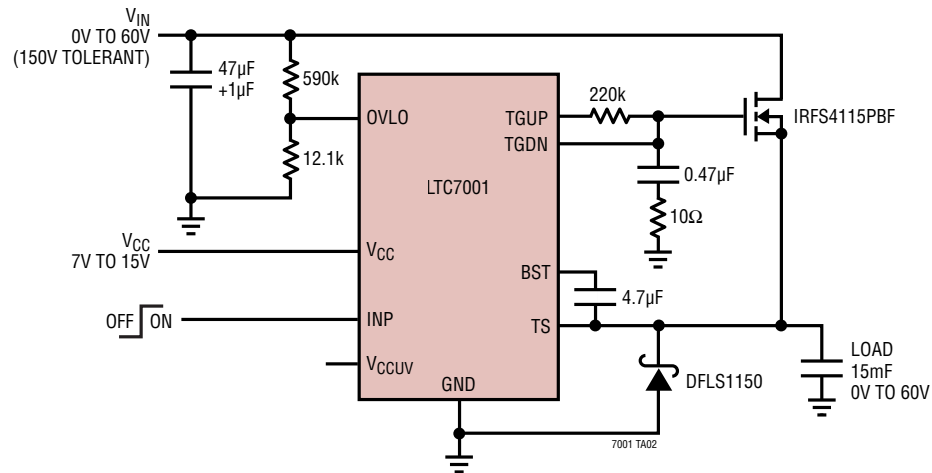 VIN
0V TO 60V
(150V TOLERANT)
47µF
+1µF
590k
12.1k
OVLO
LTC7001
TGUP
TGDN
220k
IRFS4115PBF
0.47µF
10Ω
VCC
7V TO 15V
VCC
BST
4.7µF
OFF ON
INP
TS
VCCUV
GND
DFLS1150
LOAD
15mF
0V TO 60V
7001 TA02